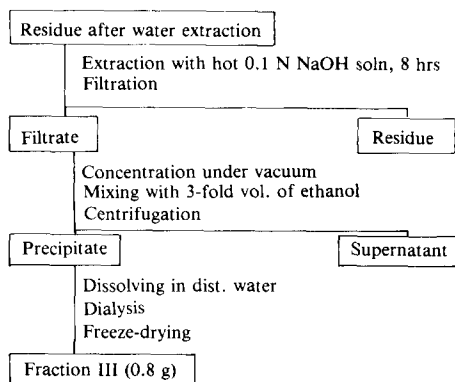 Residue after water extraction
Extraction with hot 0.1 N NaOH soln, 8 hrs
Filtration
Filtrate
Residue
Concentration under vacuum
Mixing with 3-fold vol. of ethanol
Centrifugation
Precipitate
Supernatant
Dissolving in dist. water
Dialysis
Freeze-drying
Fraction III (0.8 g)